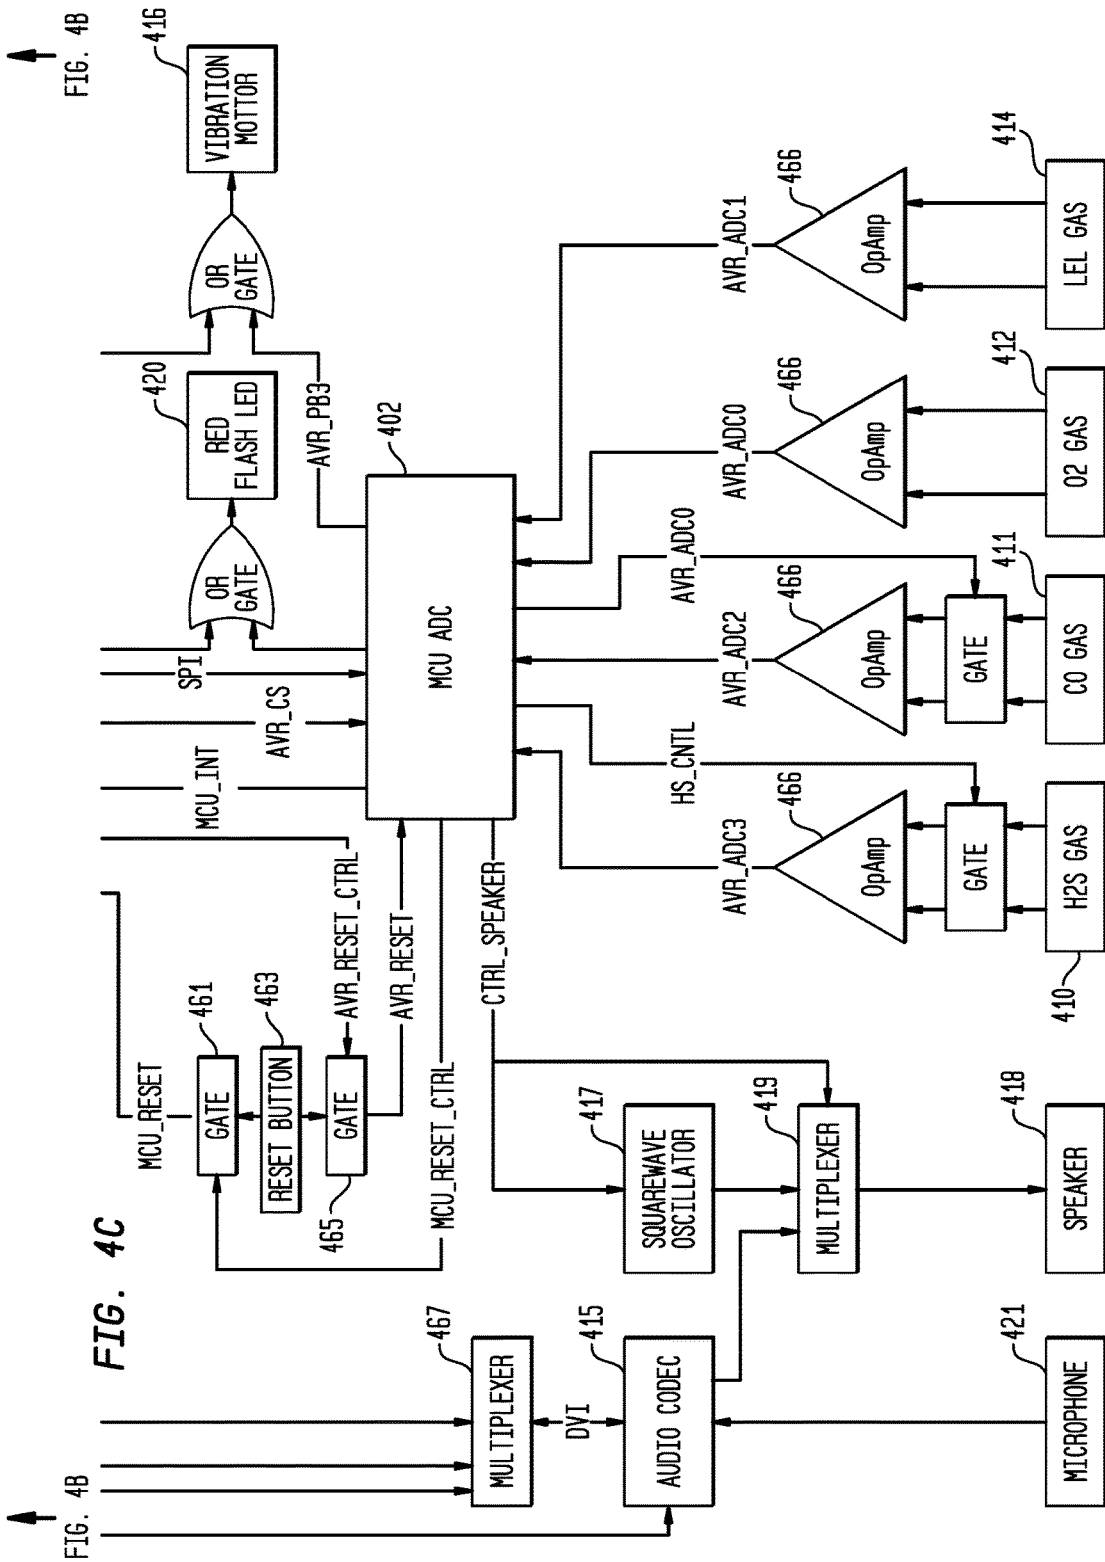 FIG. 4C
FIG. 4B
FIG. 4B
MULTIPLEXER
467
DVI
AUDIO CODEC
415
MICROPHONE
421
MCU_RESET
GATE
461
RESET BUTTON
463
GATE
465
AVR_RESET_CTRL
AVR_RESET
MCU_RESET_CTRL
CTRL_SPEAKER
SQUAREWAVE
OSCILLATOR
417
MULTIPLEXER
419
SPEAKER
418
MCU_INT
AVR_CS
SPI
OR
GATE
RED
FLASH LED
420
OR
GATE
VIBRATION
MOTTOR
416
AVR_PB3
MCU ADC
402
AVR_ADC3
HS_CNTL
AVR_ADC2
AVR_ADC0
AVR_ADC0
AVR_ADC1
OpAmp
466
OpAmp
466
OpAmp
466
OpAmp
466
GATE
GATE
H2S GAS
410
CO GAS
411
O2 GAS
412
LEL GAS
414